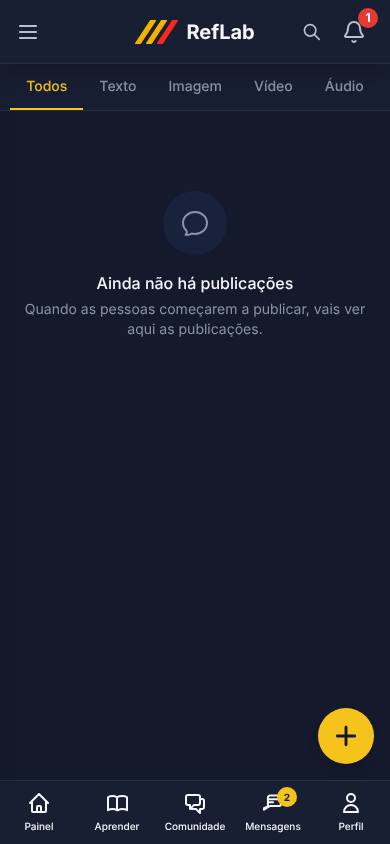 RefLab
1
Todos
Texto
Imagem
Vídeo
Áudio
Ainda não há publicações
Quando as pessoas começarem a publicar, vais ver
aqui as publicações.
2
Painel
Aprender
Comunidade
Mensagens
Perfil